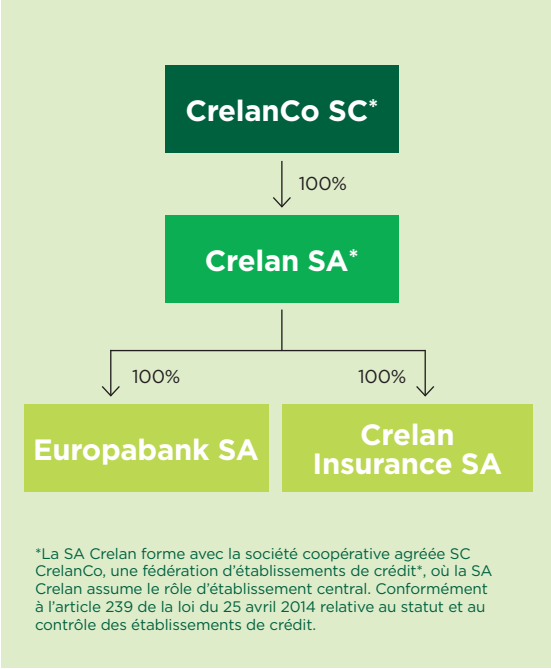 CrelanCo SC*
100%
Crelan SA*
100%
100%
Europabank SA
Crelan
Insurance SA
*La SA Crelan forme avec la société coopérative agréée SC
CrelanCo, une fédération d’établissements de crédit*, où la SA
Crelan assume le rôle d’établissement central. Conformément
à l’article 239 de la loi du 25 avril 2014 relative au statut et au
contrôle des établissements de crédit.